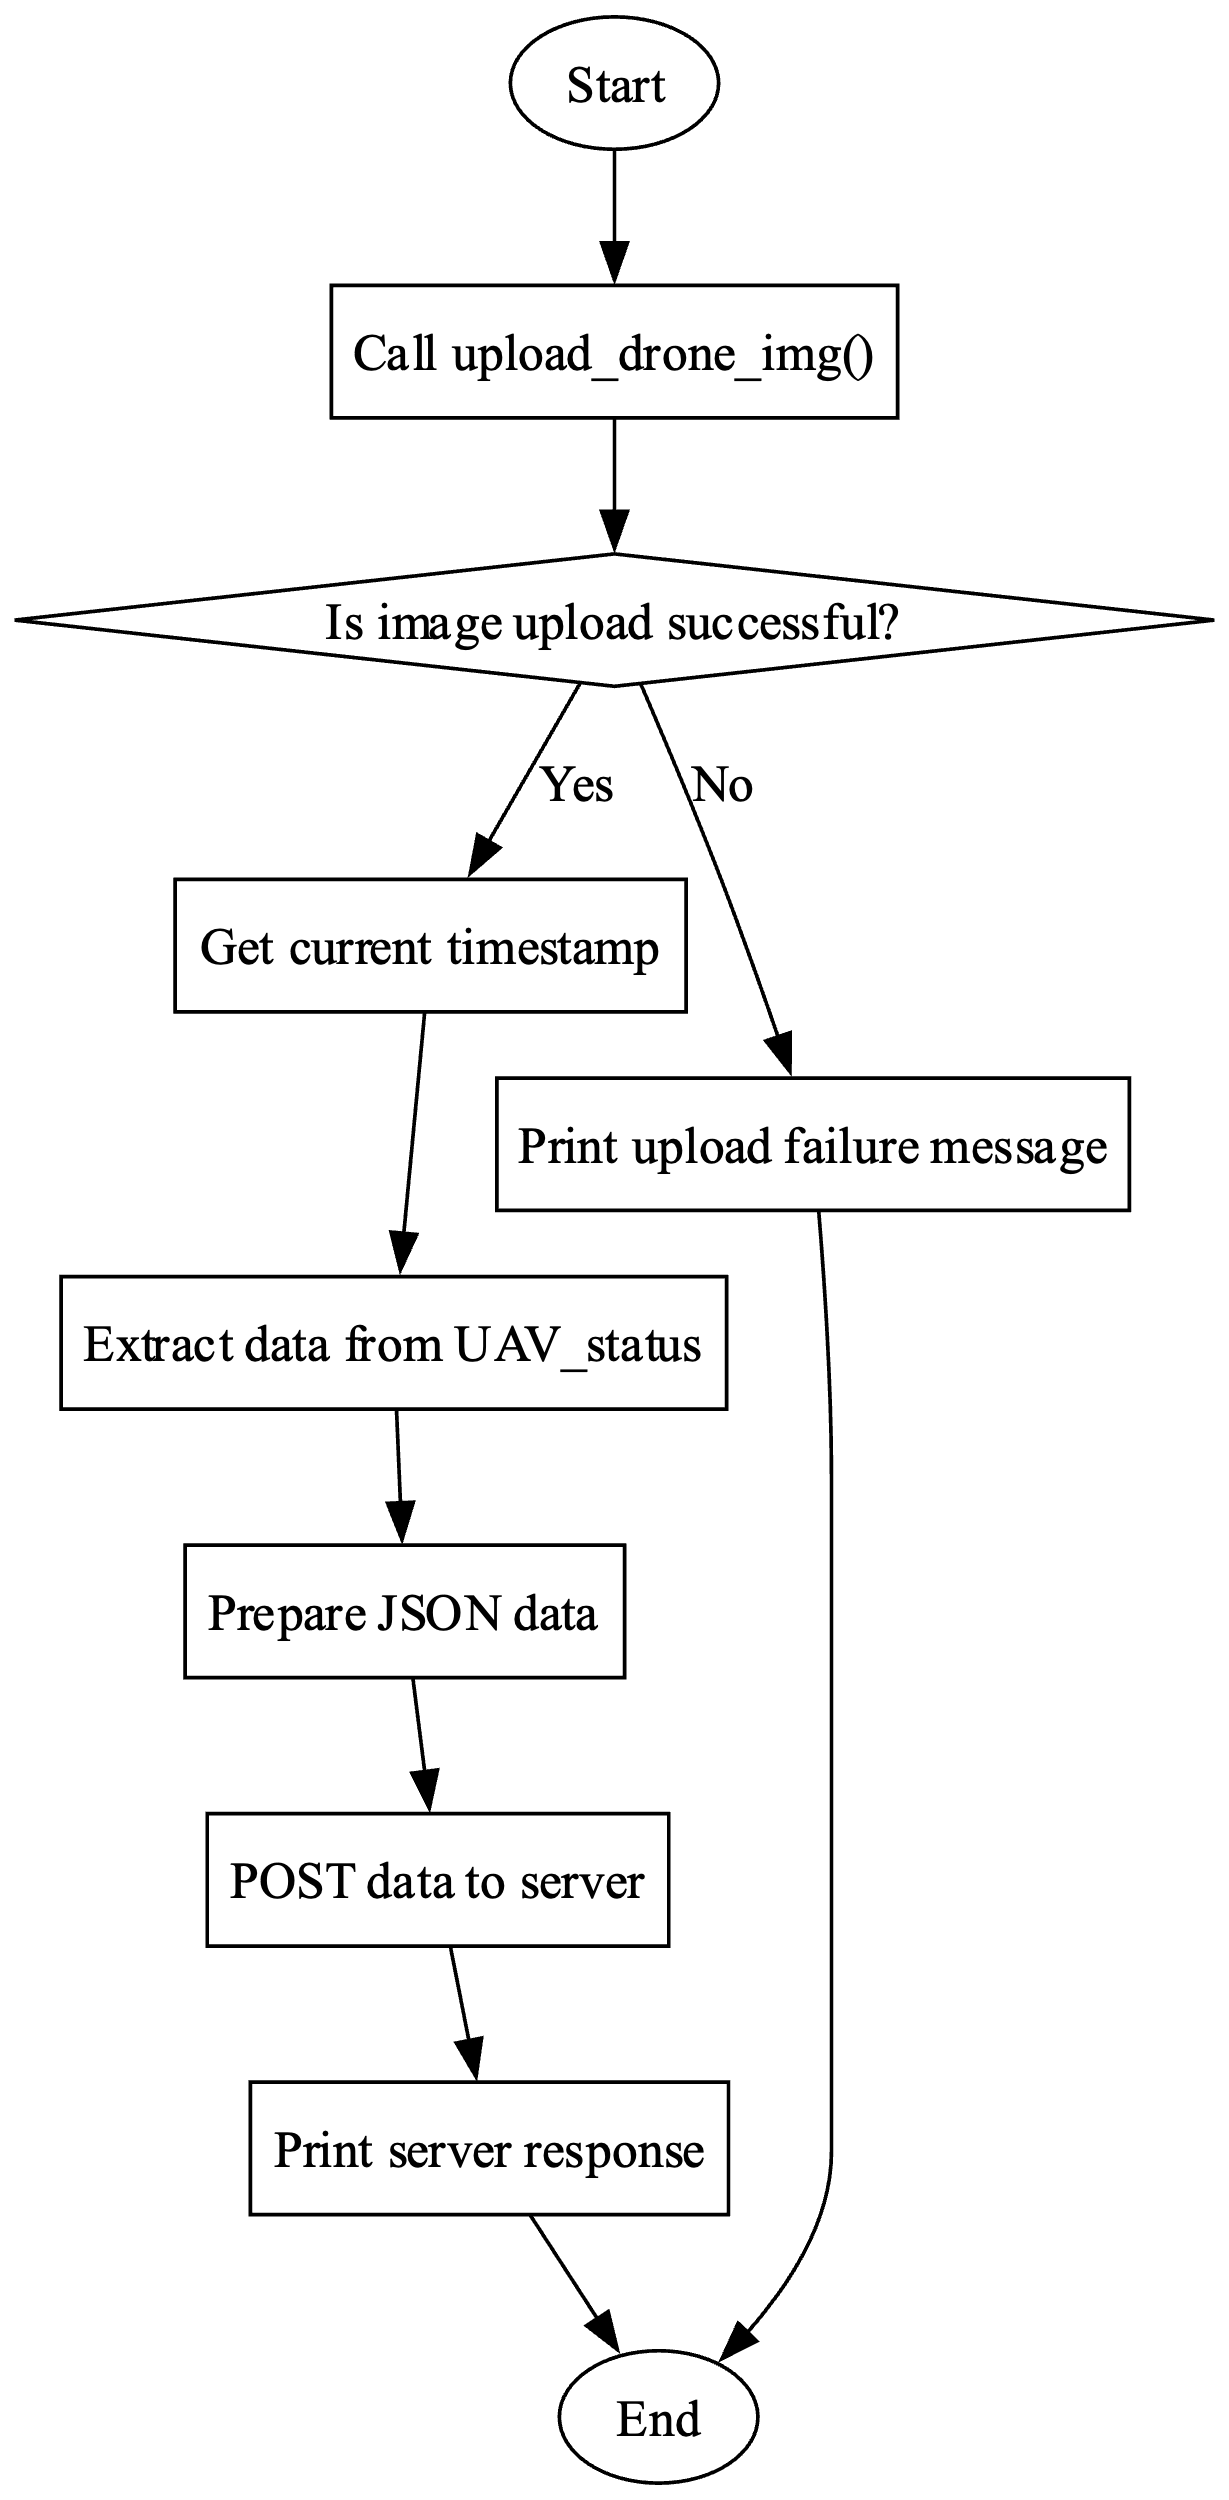 Start
Call upload_drone_img()
Is image upload successful?
Yes
No
Get current timestamp
Print upload failure message
Extract data from UAV_status
Prepare JSON data
POST data to server
Print server response
End